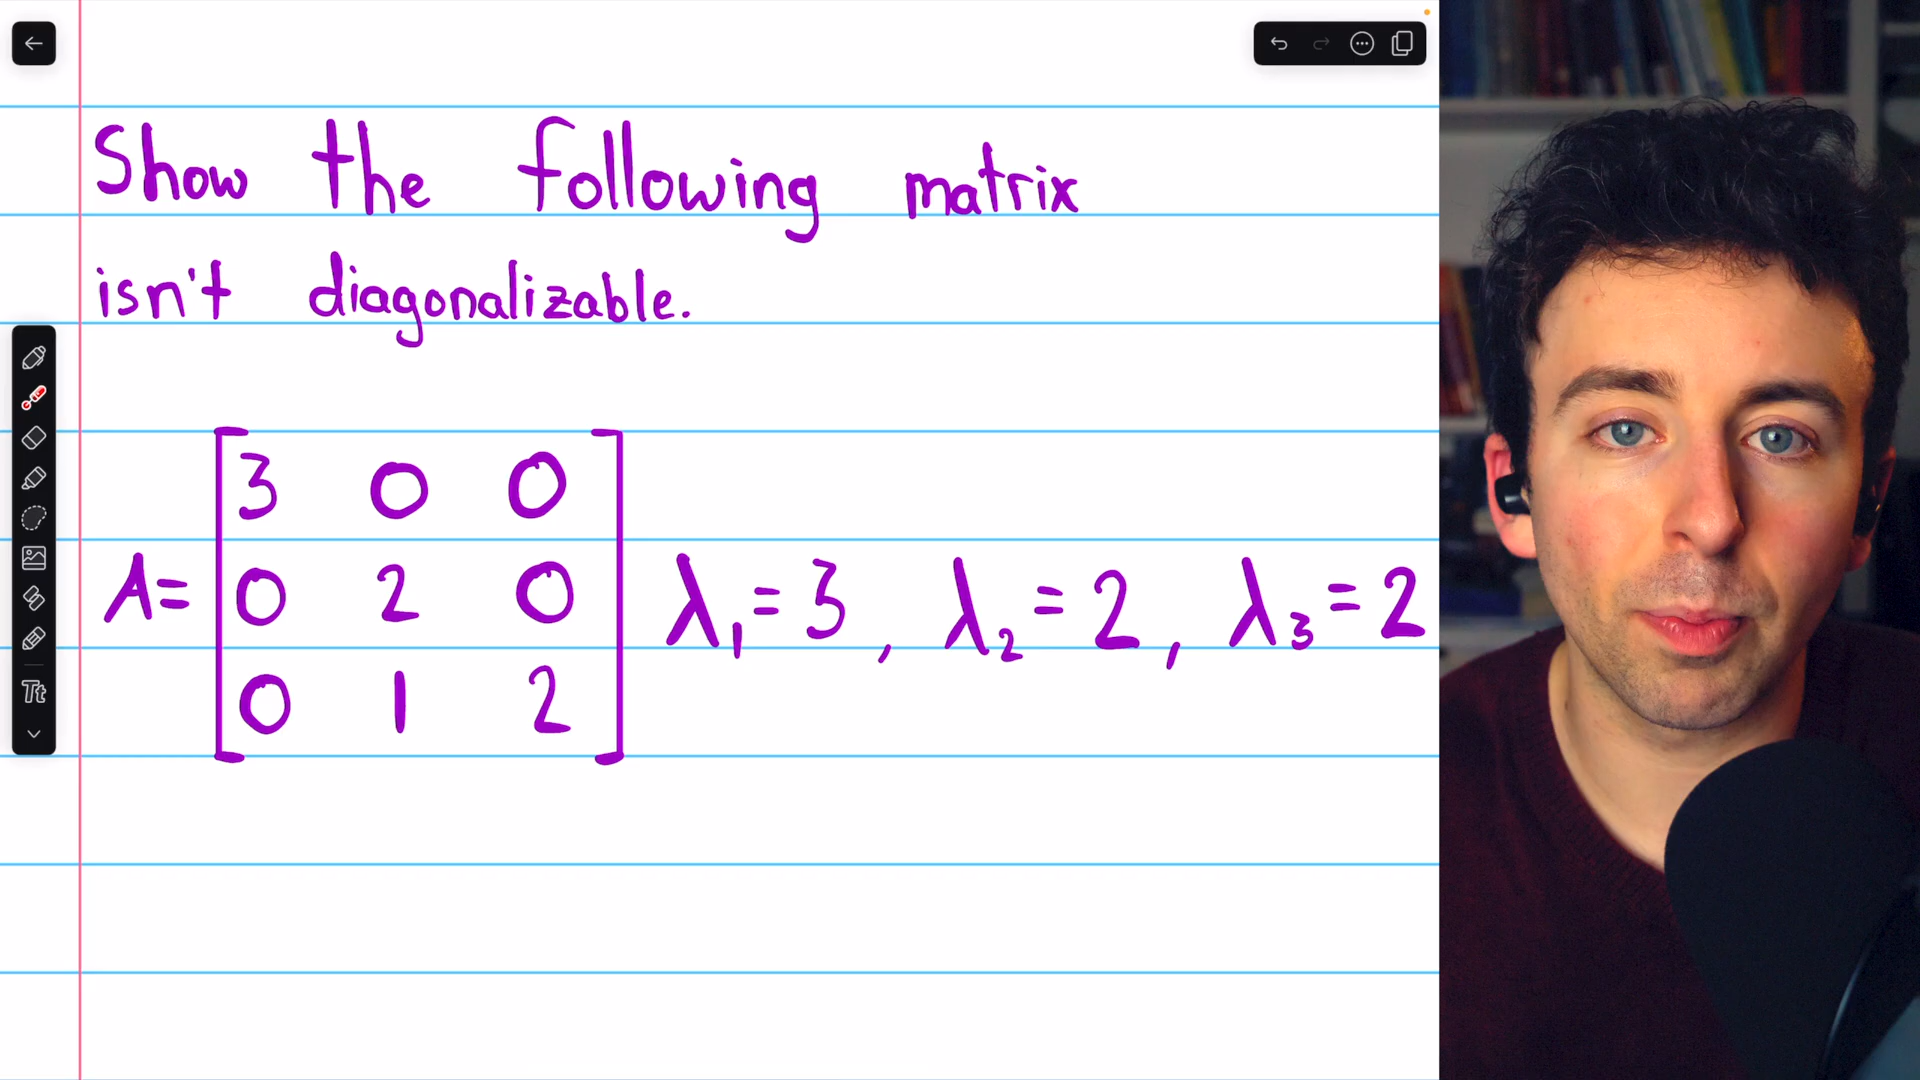 Show the following matrix
isn't diagonalizable.
3 0 0
A= 0 2 0 λ₁=3, λ₂=2, λ₃=2
0 1 2
Tt